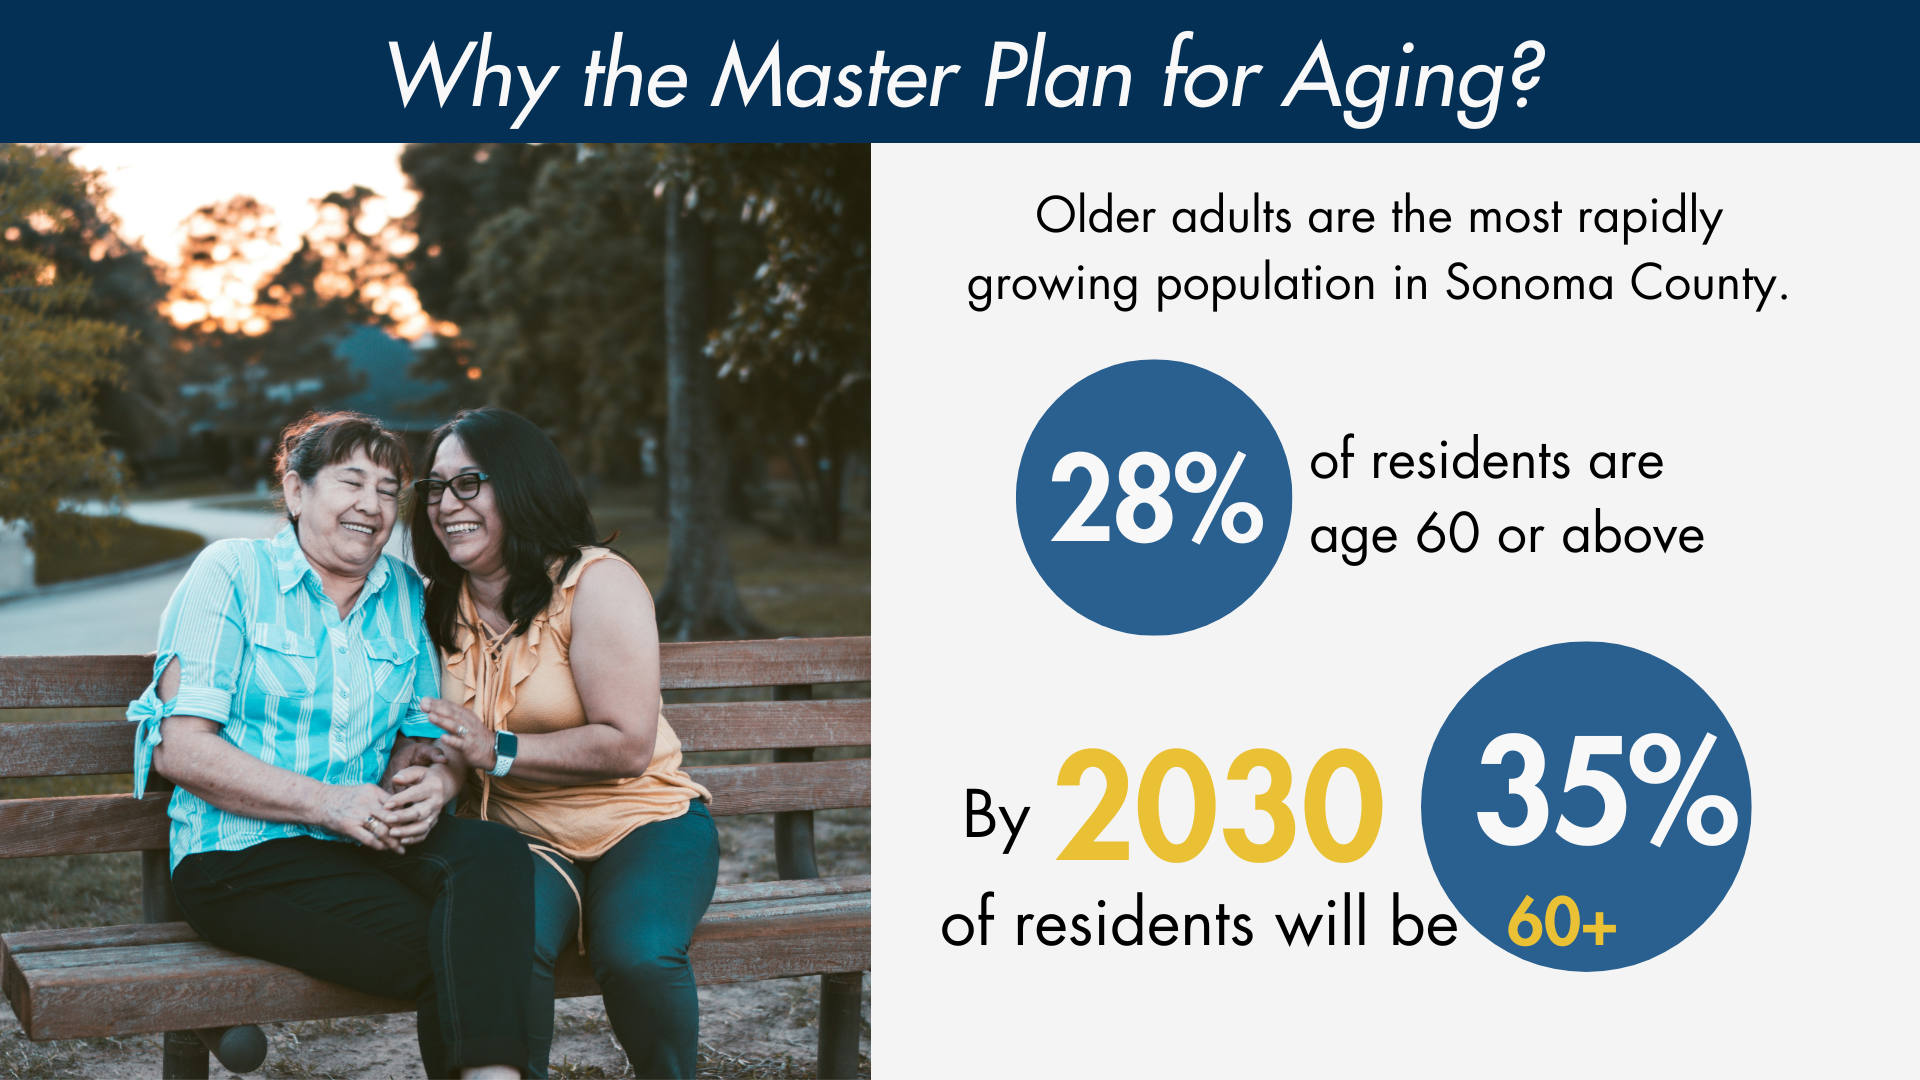 Why the Master Plan for Aging?
Older adults are the most rapidly
growing population in Sonoma County.
28%
of residents are
age 60 or above
By 2030 35%
of residents will be 60+